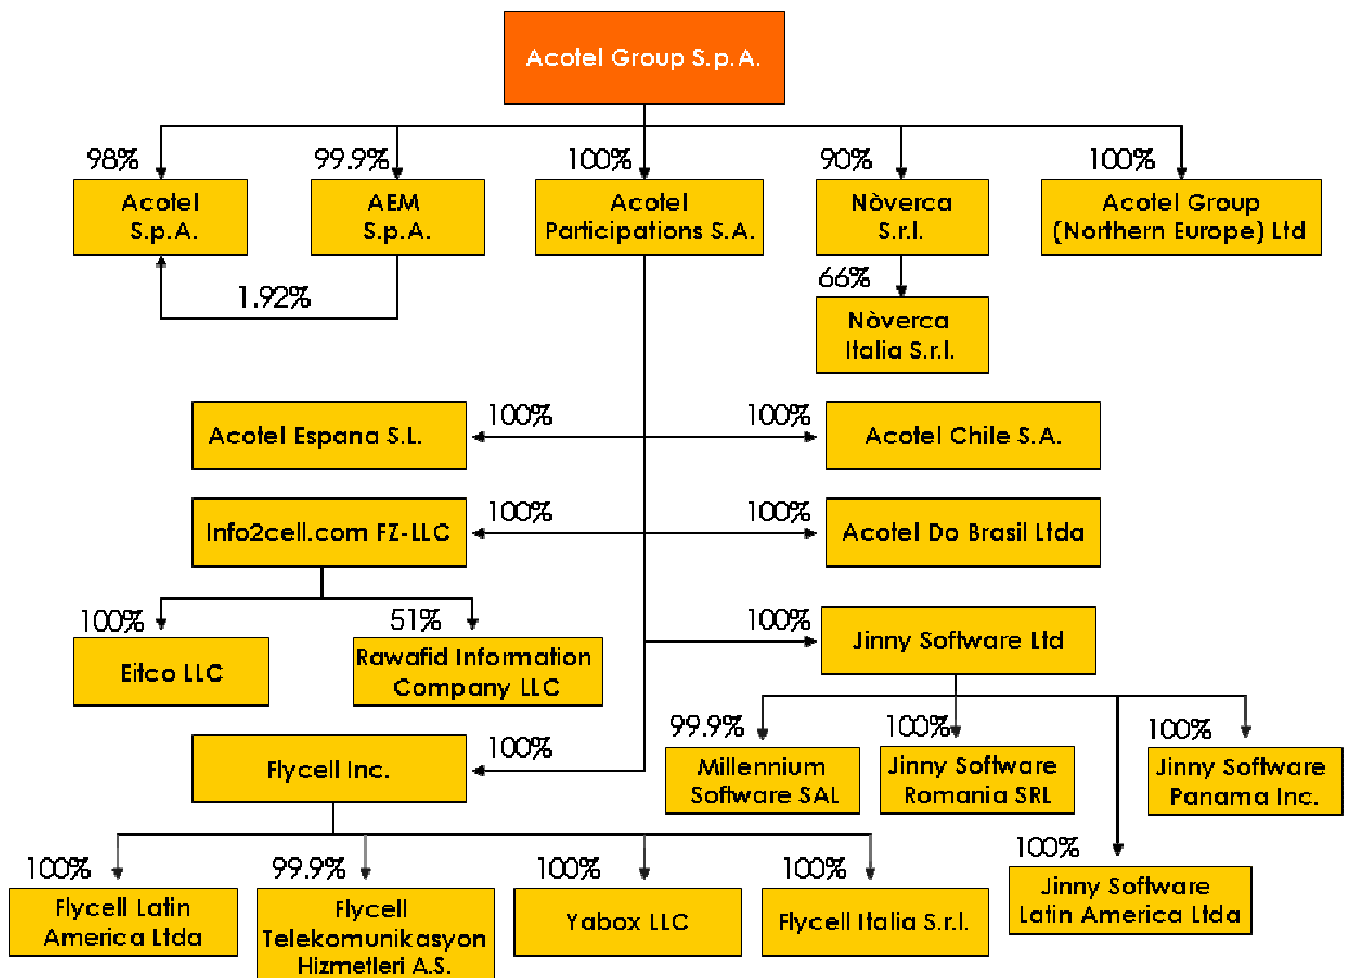 Acotel Group S.p.A.
98%
99.9%
100%
90%
100%
Acotel
S.p.A.
AEM
S.p.A.
Acotel
Participations S.A.
Nòverca
S.r.l.
Acotel Group
(Northern Europe) Ltd
1.92%
66%
Nòverca
Italia S.r.l.
100%
100%
Acotel Espana S.L.
Acotel Chile S.A.
100%
100%
Info2cell.com FZ-LLC
Acotel Do Brasil Ltda
100%
51%
100%
Eitco LLC
Rawafid Information
Company LLC
Jinny Software Ltd
100%
Flycell Inc.
99.9%
100%
100%
Millennium
Software SAL
Jinny Software
Romania SRL
Jinny Software
Panama Inc.
100%
99.9%
100%
100%
100%
Flycell Latin
America Ltda
Flycell
Telekomunikasyon
Hizmetleri A.S.
Yabox LLC
Flycell Italia S.r.l.
Jinny Software
Latin America Ltda